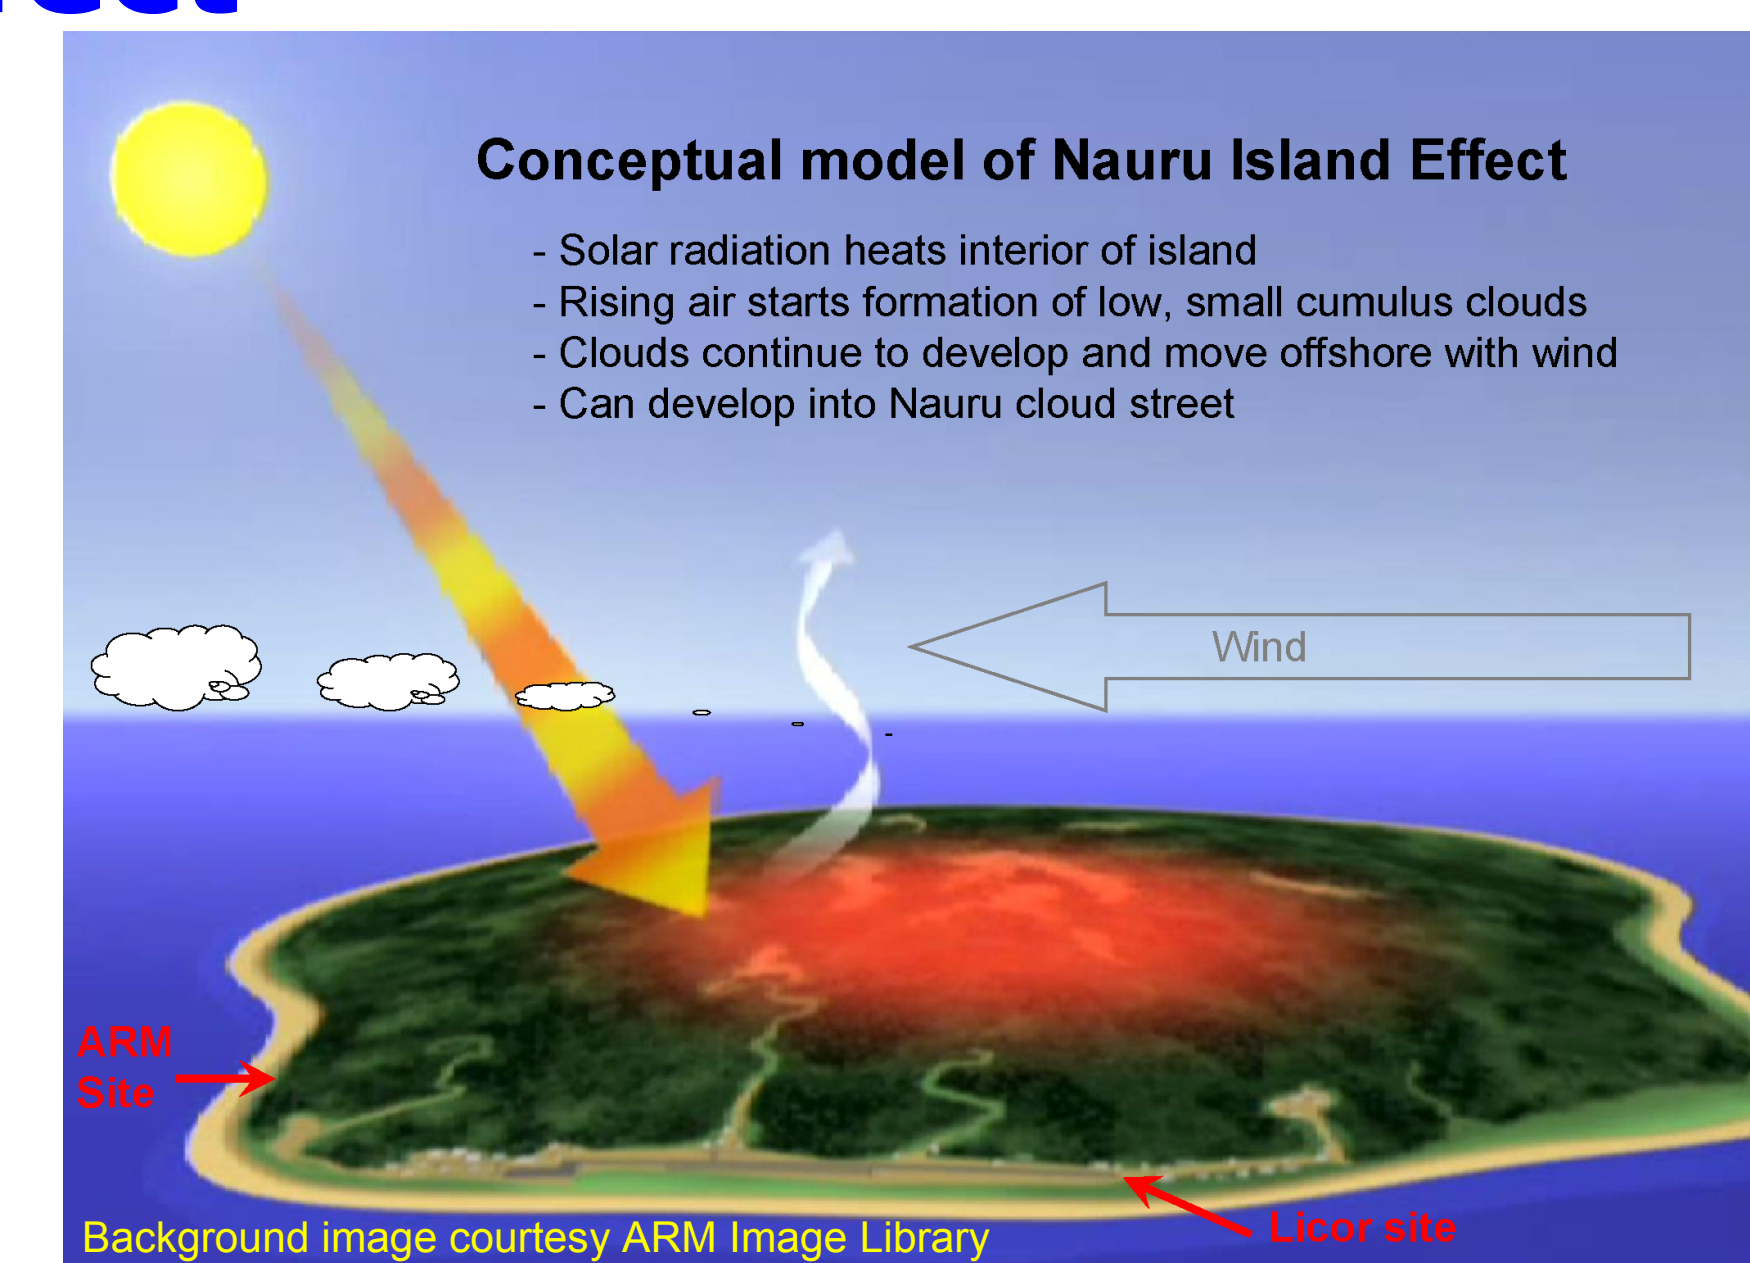 Conceptual model of Nauru Island Effect
- Solar radiation heats interior of island
- Rising air starts formation of low, small cumulus clouds
- Clouds continue to develop and move offshore with wind
- Can develop into Nauru cloud street
Wind
ARM
Site
Licor site
Background image courtesy ARM Image Library